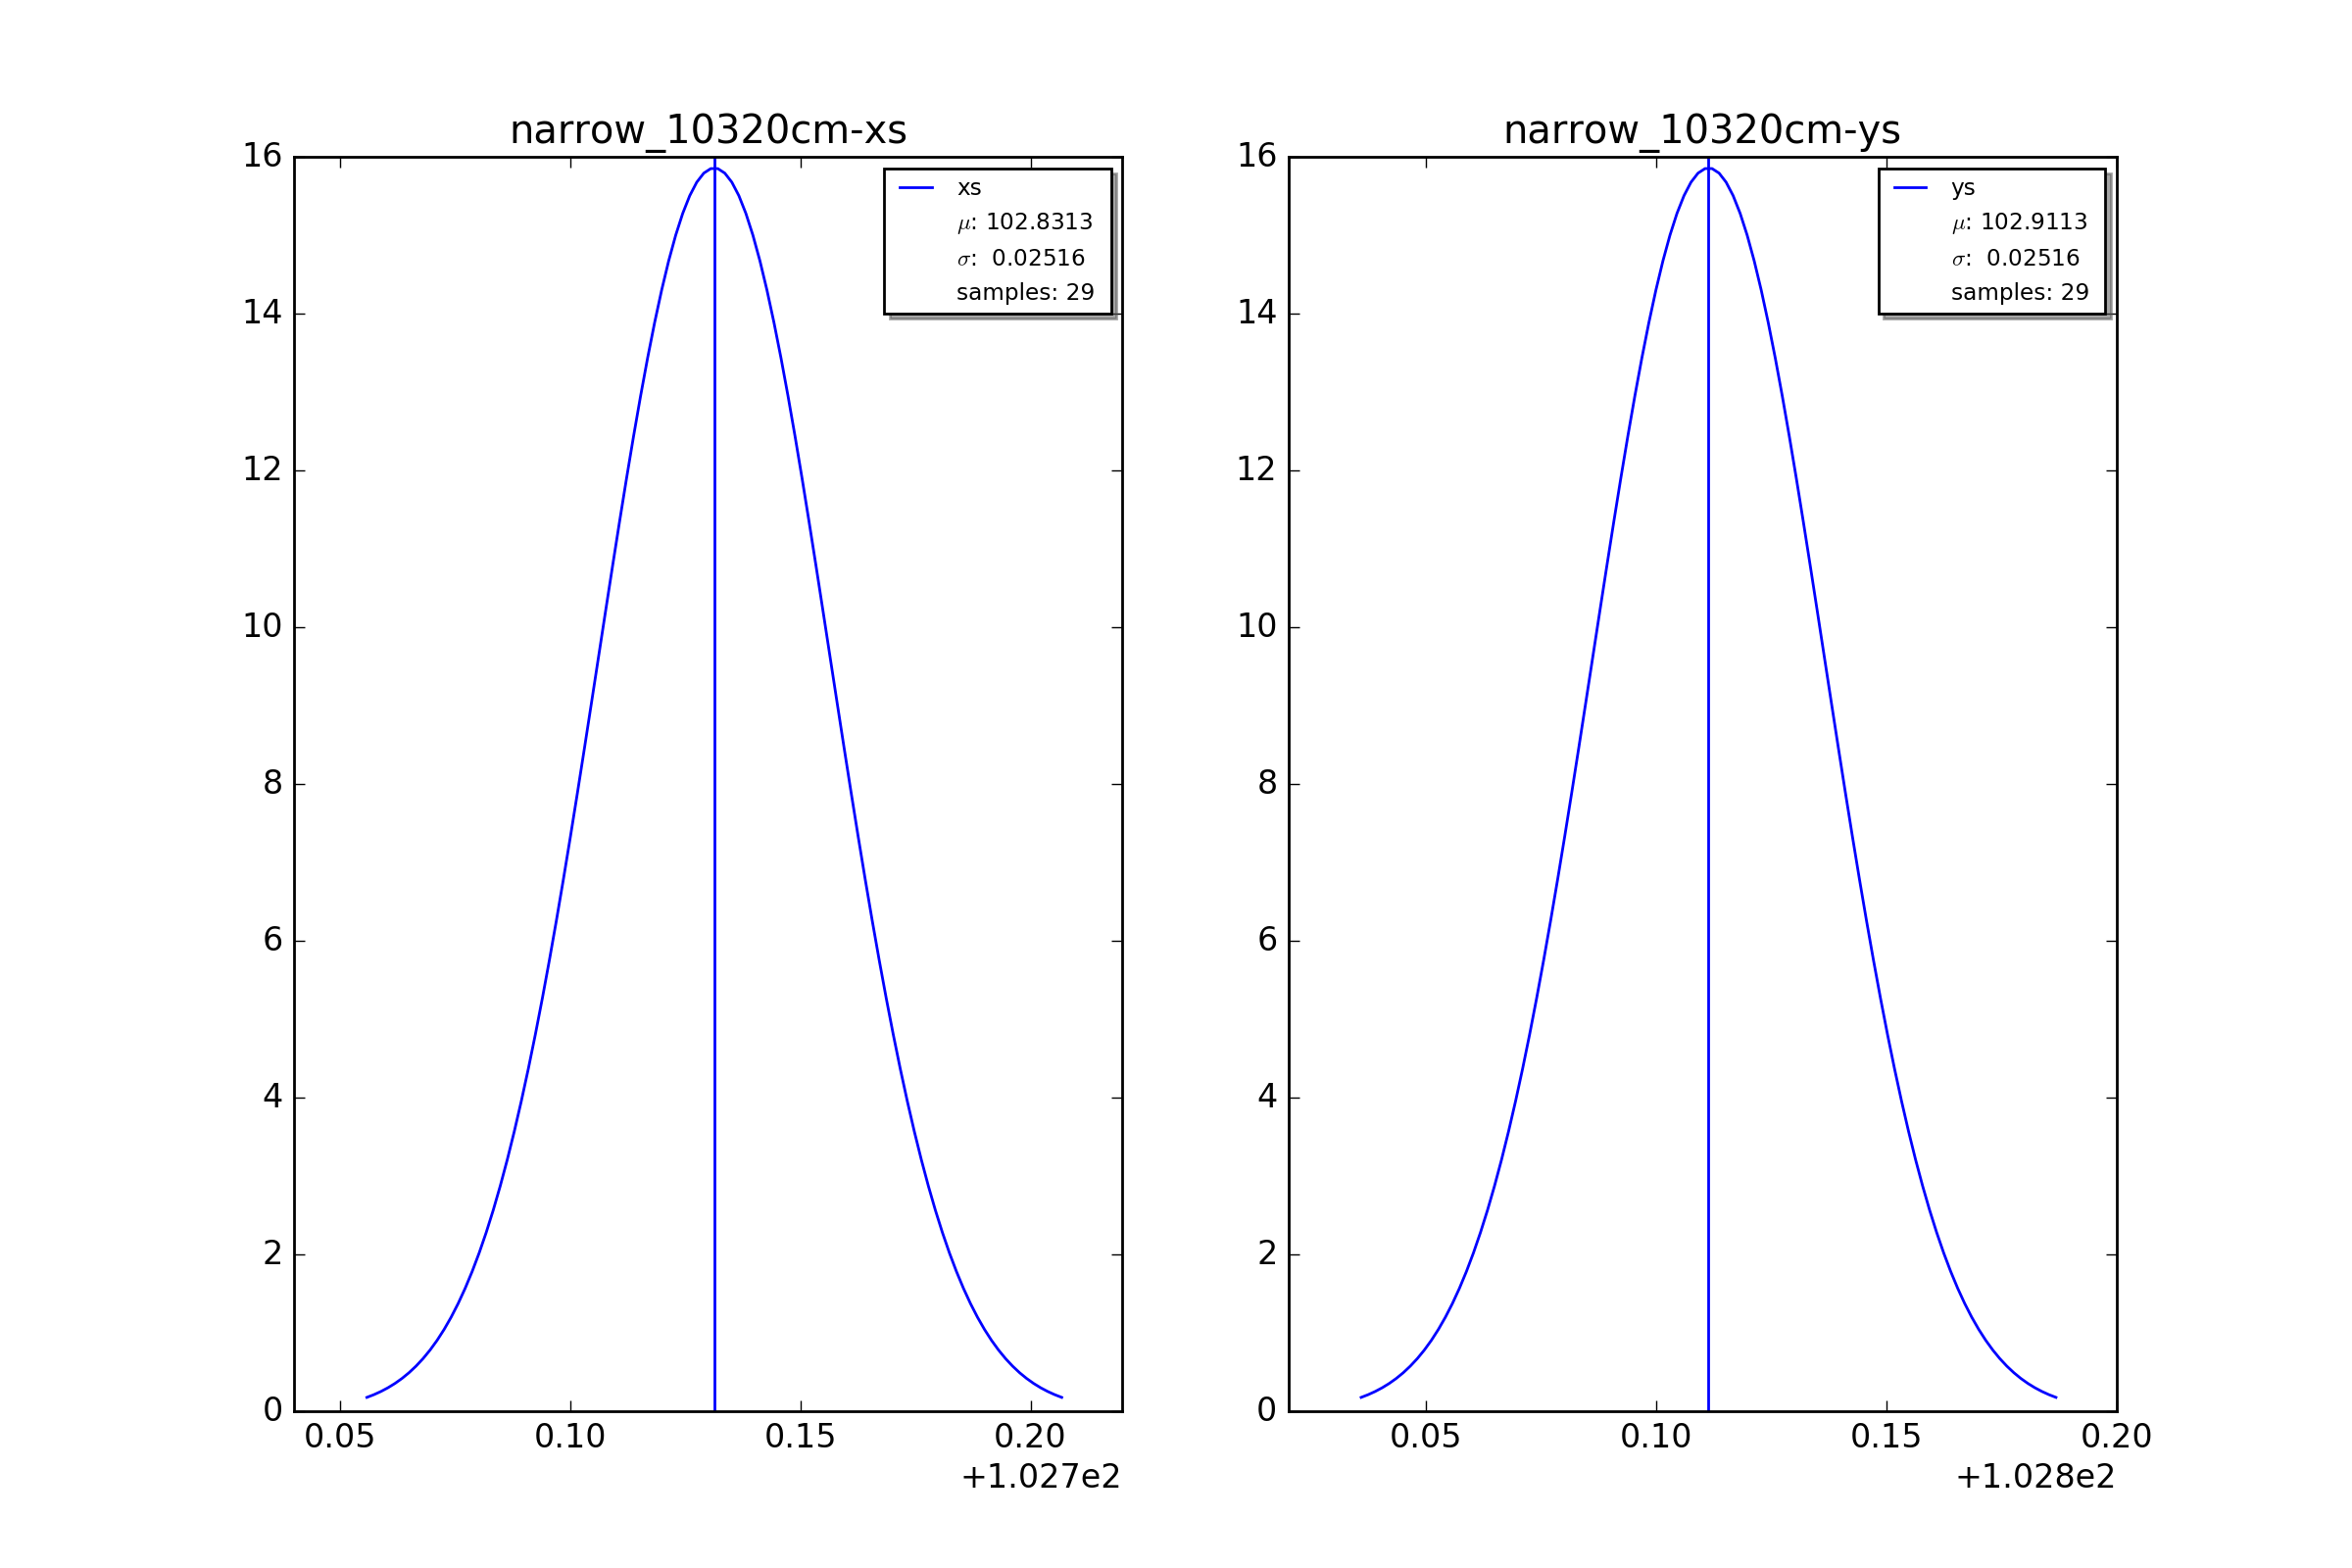 narrow_10320cm-xs
16
14
12
10
8
6
4
2
0
0.05 0.10 0.15 0.20
+1.027e2
xs
μ: 102.8313
σ: 0.02516
samples: 29
narrow_10320cm-ys
16
14
12
10
8
6
4
2
0
0.05 0.10 0.15 0.20
+1.028e2
ys
μ: 102.9113
σ: 0.02516
samples: 29